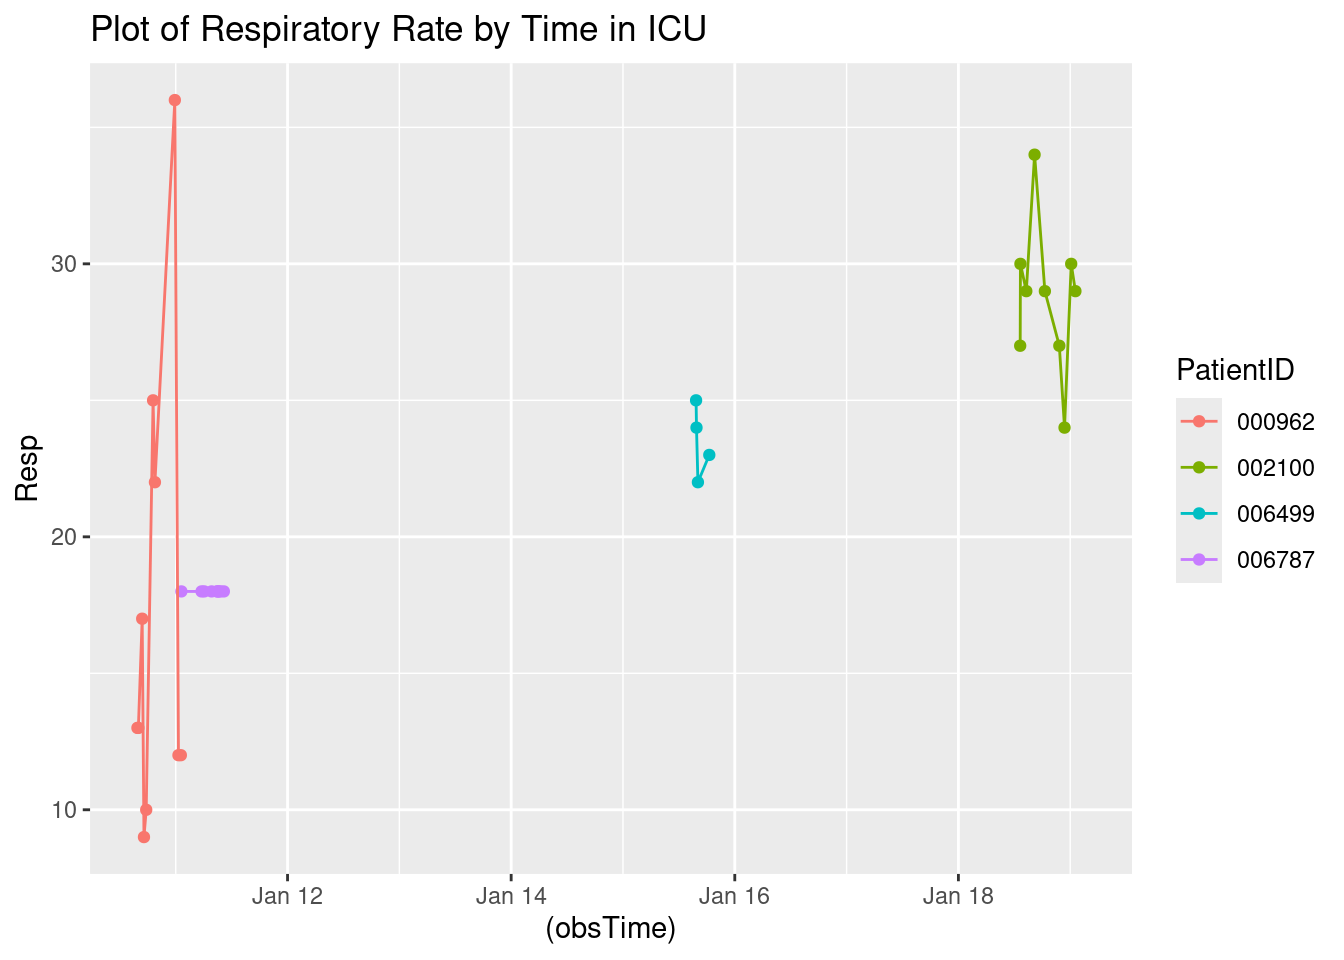 Plot of Respiratory Rate by Time in ICU
Resp
30
20
10
Jan 12
Jan 14
Jan 16
Jan 18
(obsTime)
PatientID
000962
002100
006499
006787